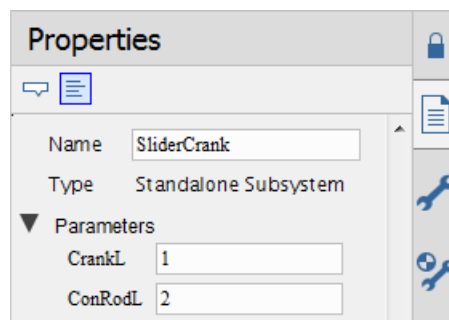 Properties
Name SliderCrank
Type Standalone Subsystem
Parameters
CrankL 1
ConRodL 2